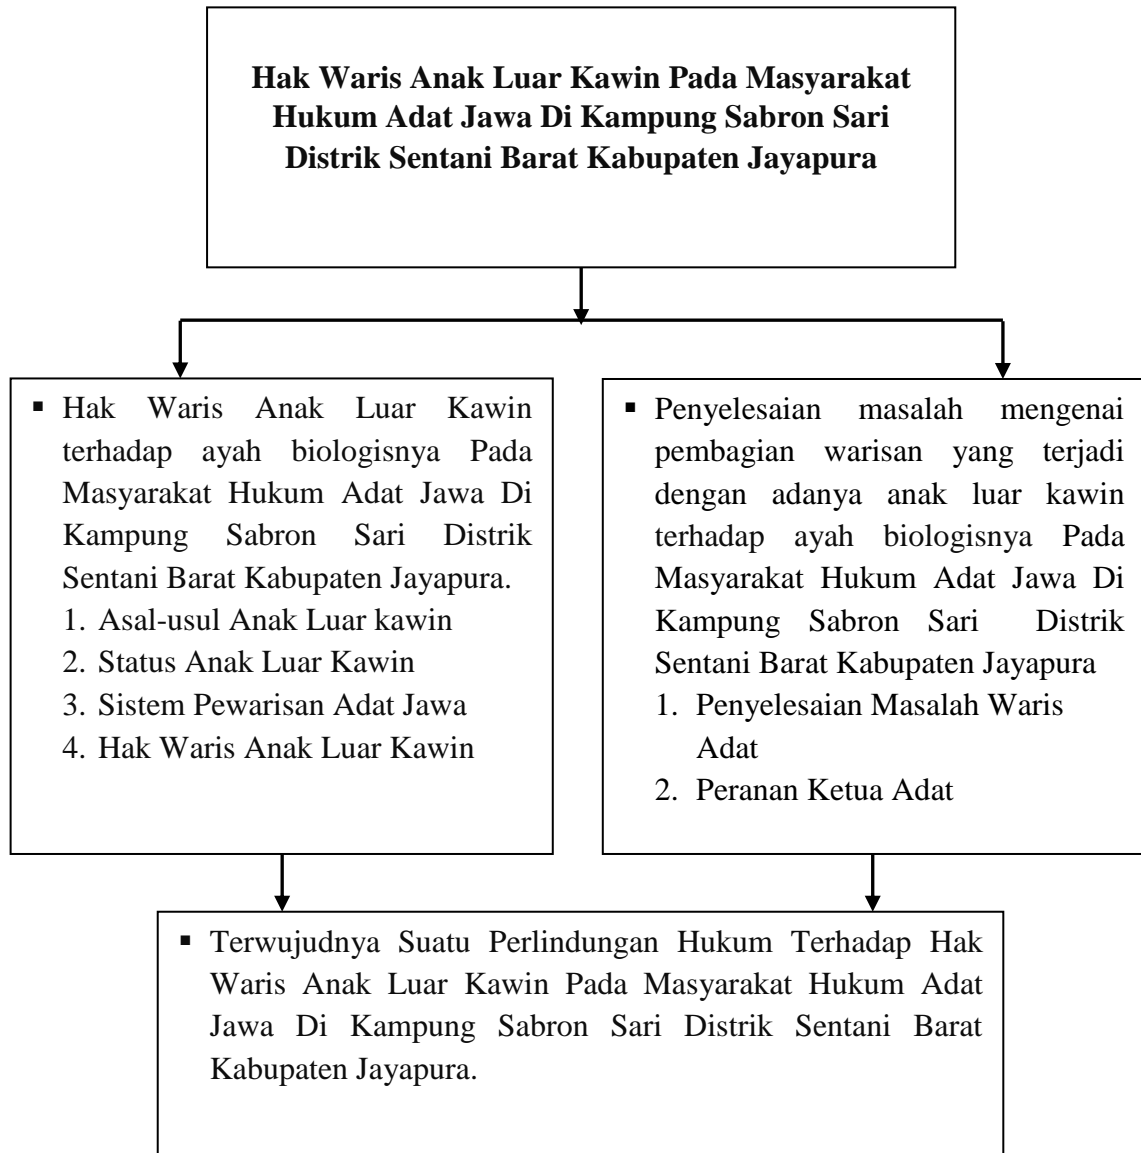 Hak Waris Anak Luar Kawin Pada Masyarakat
Hukum Adat Jawa Di Kampung Sabron Sari
Distrik Sentani Barat Kabupaten Jayapura
▪ Hak Waris Anak Luar Kawin
terhadap ayah biologisnya Pada
Masyarakat Hukum Adat Jawa Di
Kampung Sabron Sari Distrik
Sentani Barat Kabupaten Jayapura.
1. Asal-usul Anak Luar kawin
2. Status Anak Luar Kawin
3. Sistem Pewarisan Adat Jawa
4. Hak Waris Anak Luar Kawin
▪ Penyelesaian masalah mengenai
pembagian warisan yang terjadi
dengan adanya anak luar kawin
terhadap ayah biologisnya Pada
Masyarakat Hukum Adat Jawa Di
Kampung Sabron Sari Distrik
Sentani Barat Kabupaten Jayapura
1. Penyelesaian Masalah Waris
Adat
2. Peranan Ketua Adat
▪ Terwujudnya Suatu Perlindungan Hukum Terhadap Hak
Waris Anak Luar Kawin Pada Masyarakat Hukum Adat
Jawa Di Kampung Sabron Sari Distrik Sentani Barat
Kabupaten Jayapura.